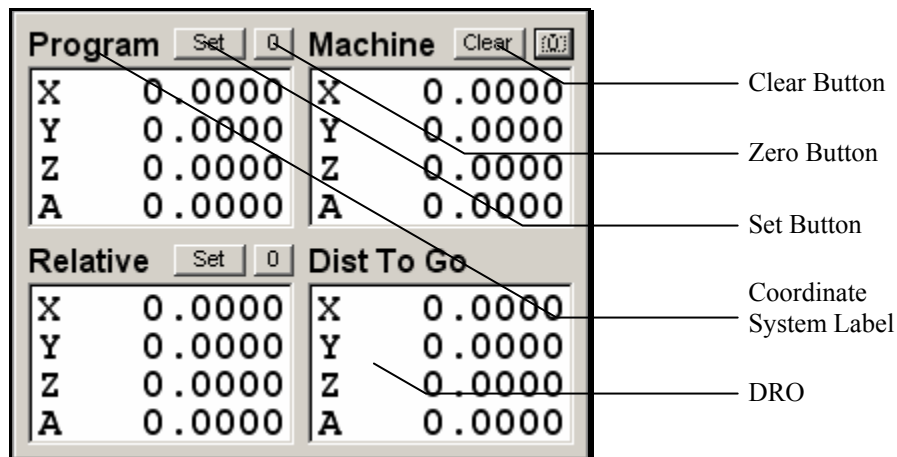 Program Set 0 Machine Clear 0
X 0.0000 X 0.0000
Y 0.0000 Y 0.0000
Z 0.0000 Z 0.0000
A 0.0000 A 0.0000
Relative Set 0 Dist To Go
X 0.0000 X 0.0000
Y 0.0000 Y 0.0000
Z 0.0000 Z 0.0000
A 0.0000 A 0.0000
Clear Button
Zero Button
Set Button
Coordinate
System Label
DRO